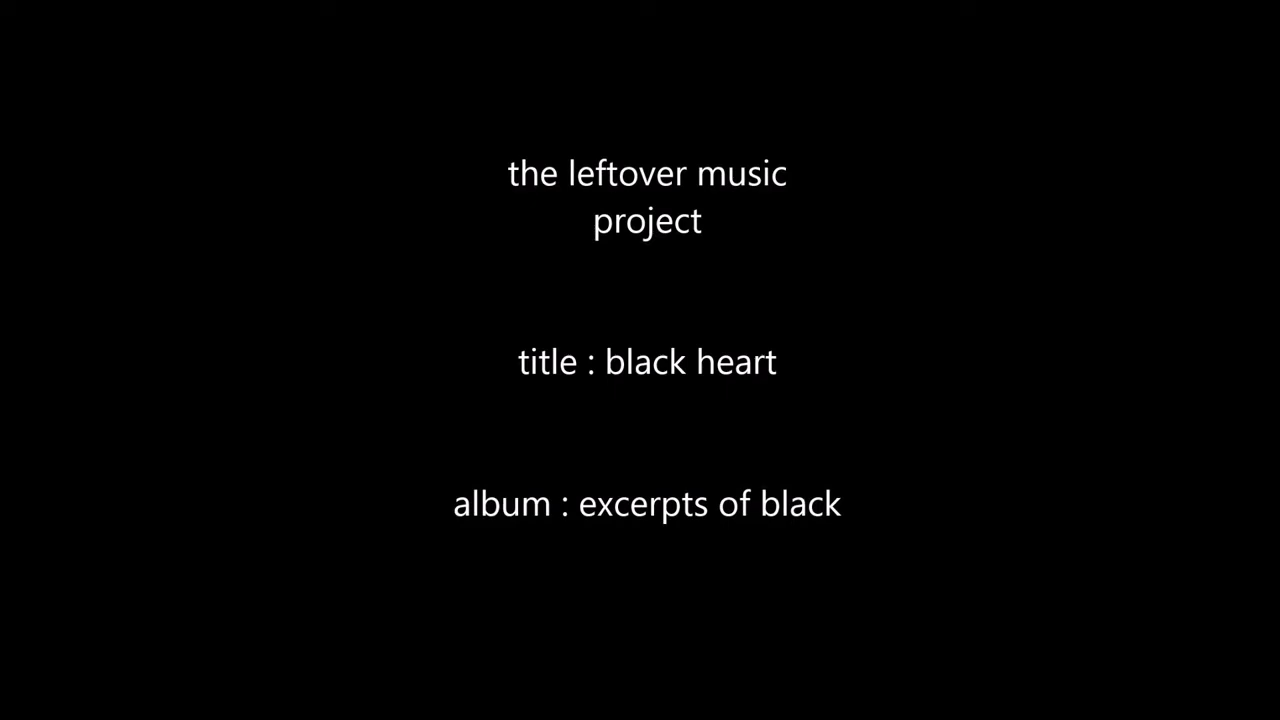 the leftover music
project
title : black heart
album : excerpts of black